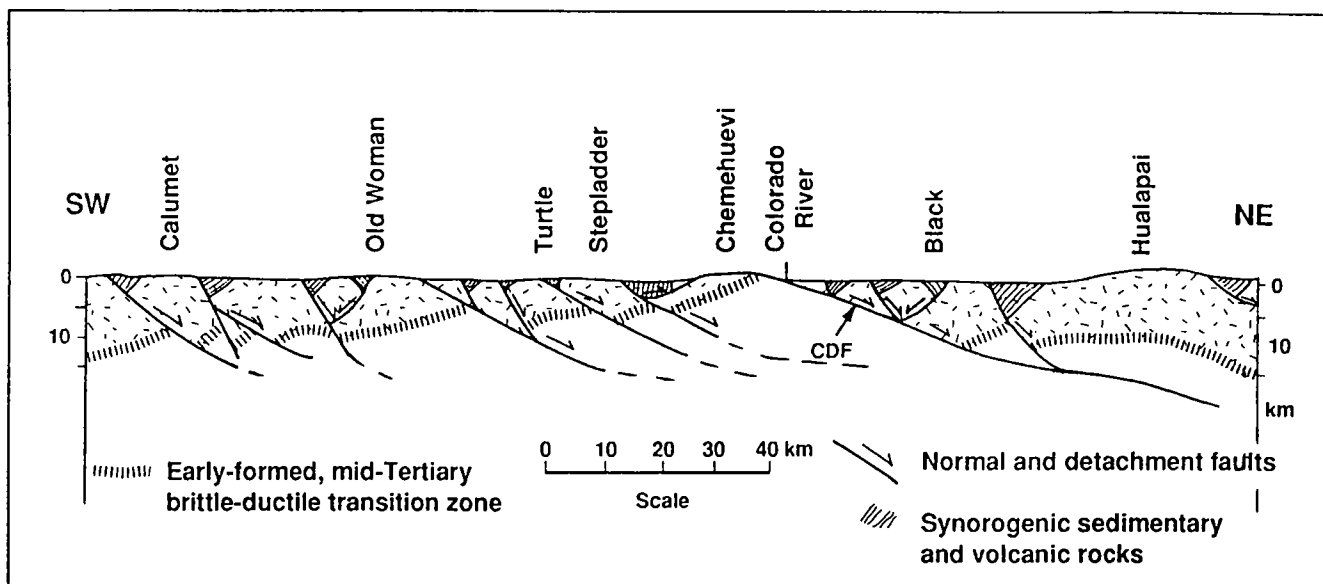 SW
Calumet
Old Woman
Turtle
Stepladder
Chemehuevi
Colorado
River
Black
Hualapai
NE
0
10
0
10
km
CDF
0 10 20 30 40 km
Scale
Early-formed, mid-Tertiary
brittle-ductile transition zone
Normal and detachment faults
Synorogenic sedimentary
and volcanic rocks